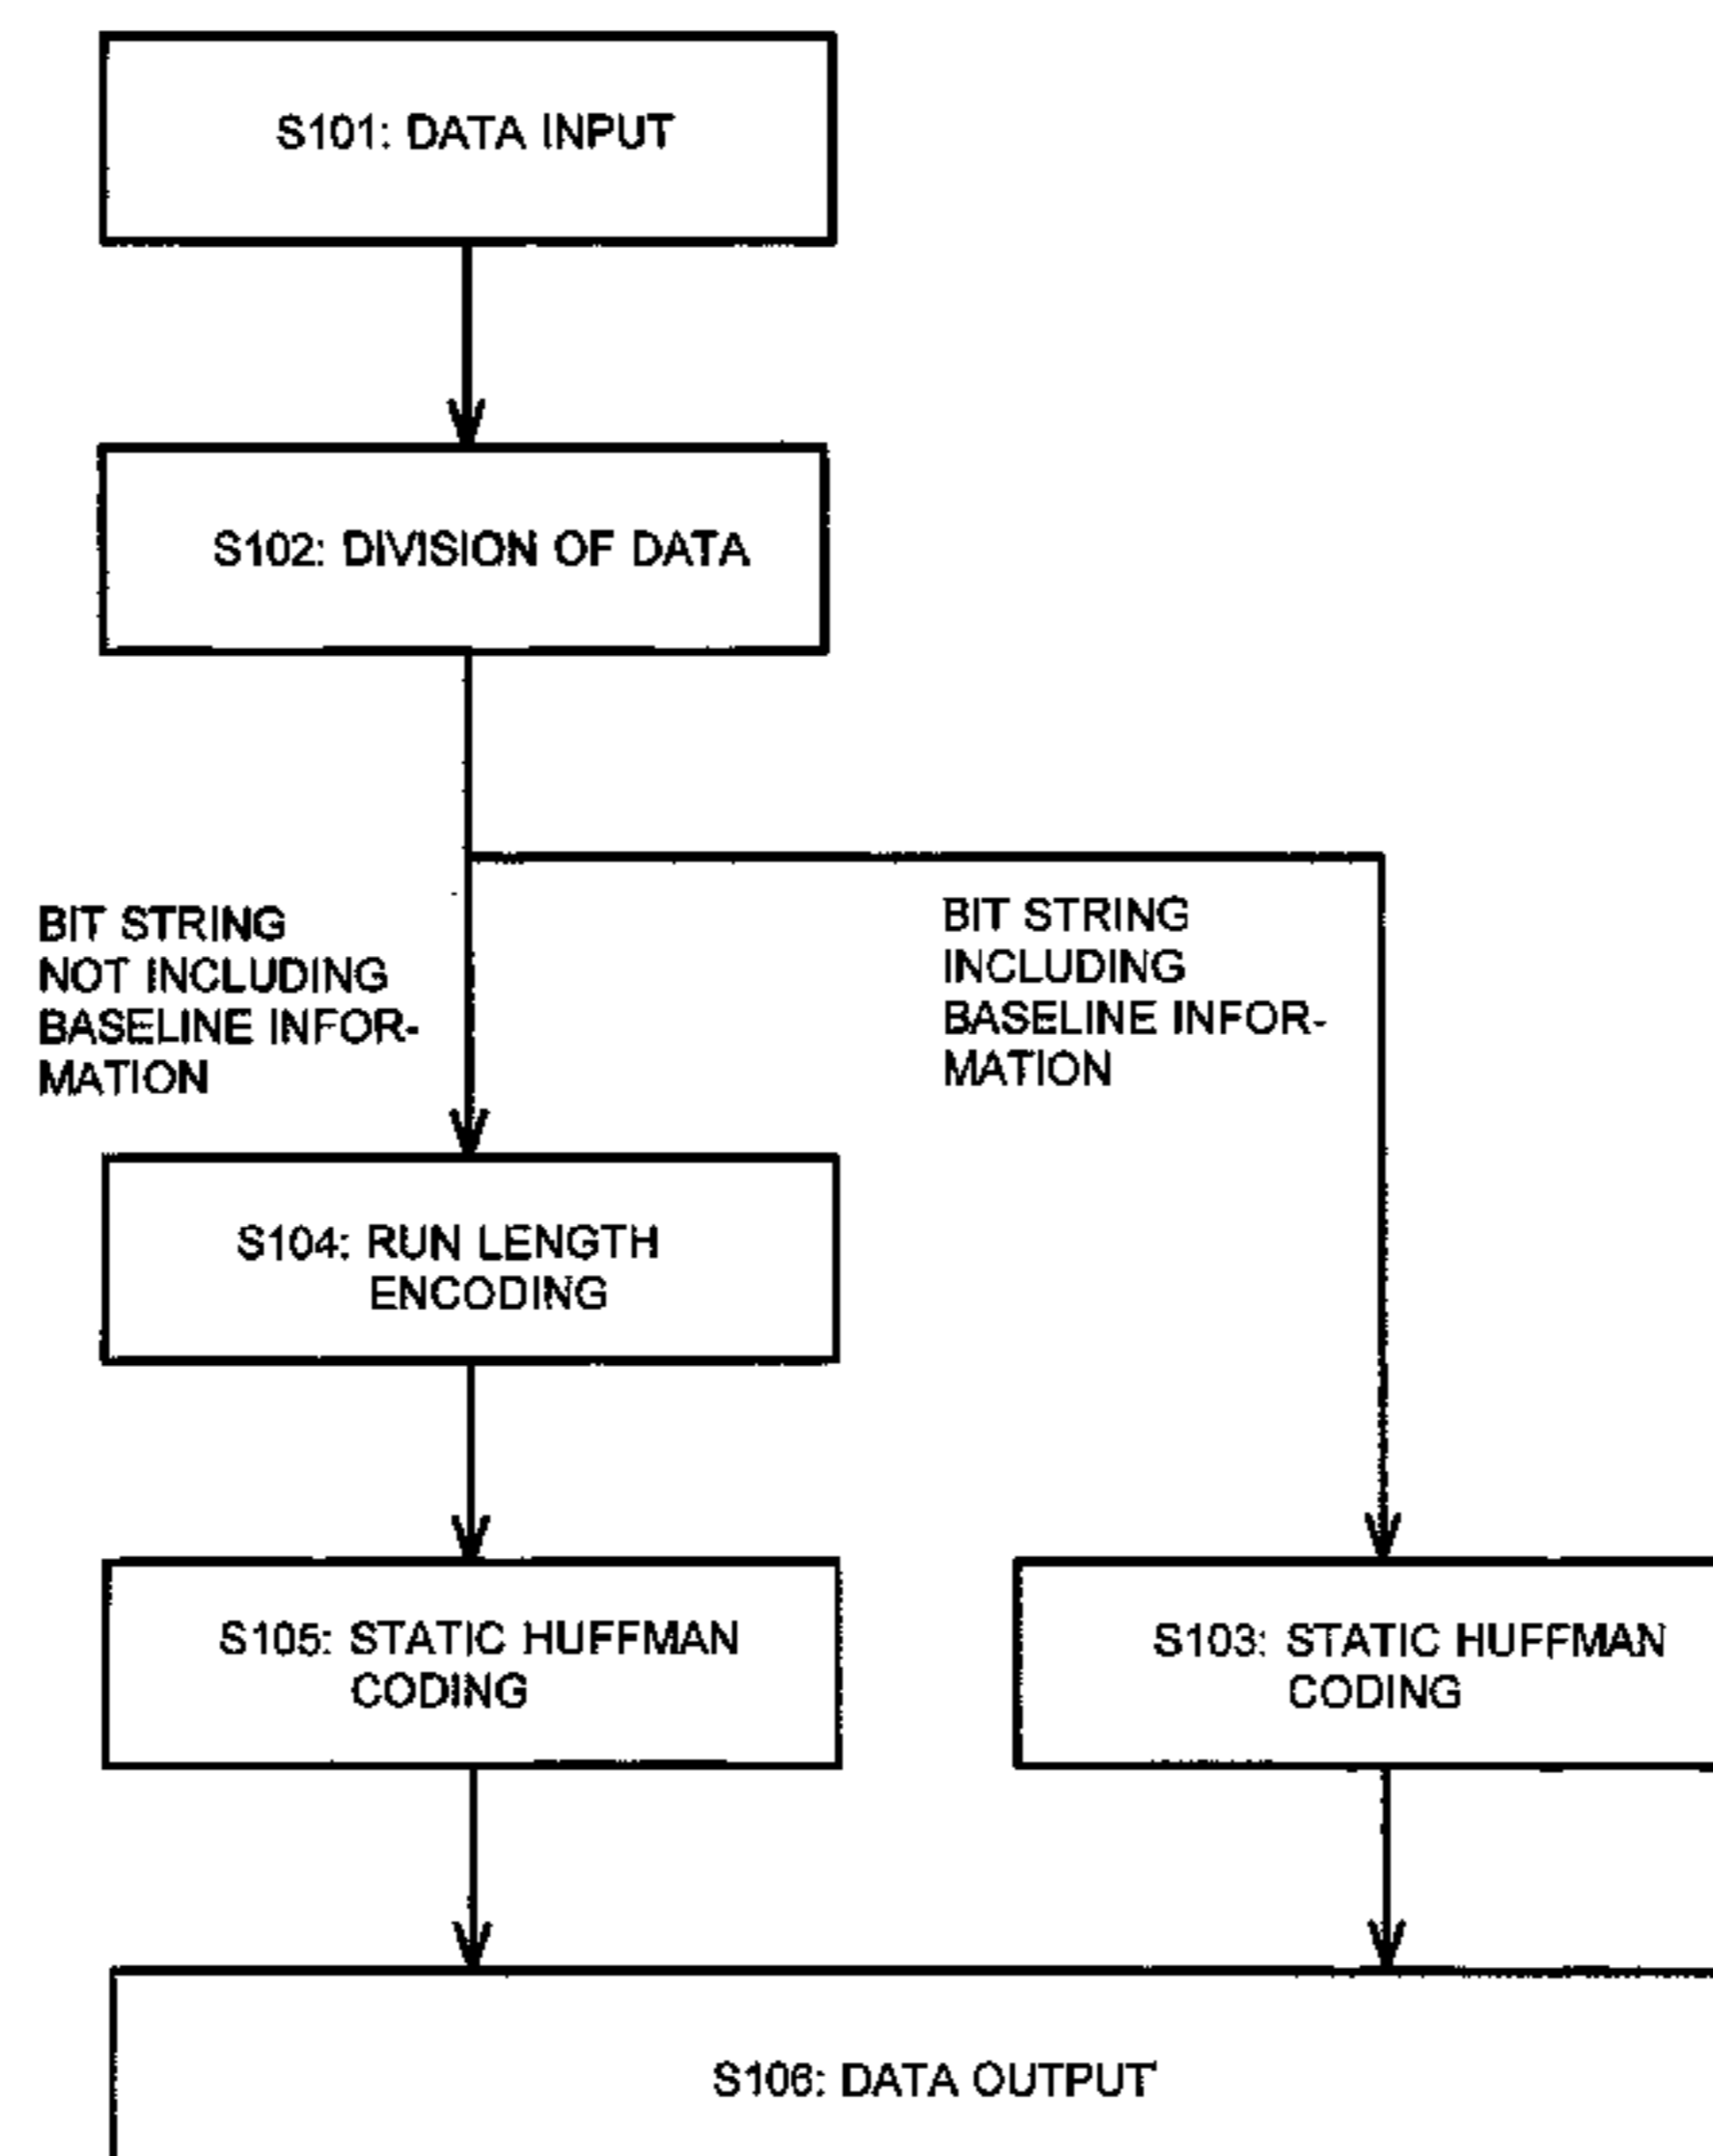 S101: DATA INPUT
S102: DIVISION OF DATA
BIT STRING
NOT INCLUDING
BASELINE INFOR-
MATION
BIT STRING
INCLUDING
BASELINE INFOR-
MATION
S104: RUN LENGTH
ENCODING
S105: STATIC HUFFMAN
CODING
S103: STATIC HUFFMAN
CODING
S106: DATA OUTPUT